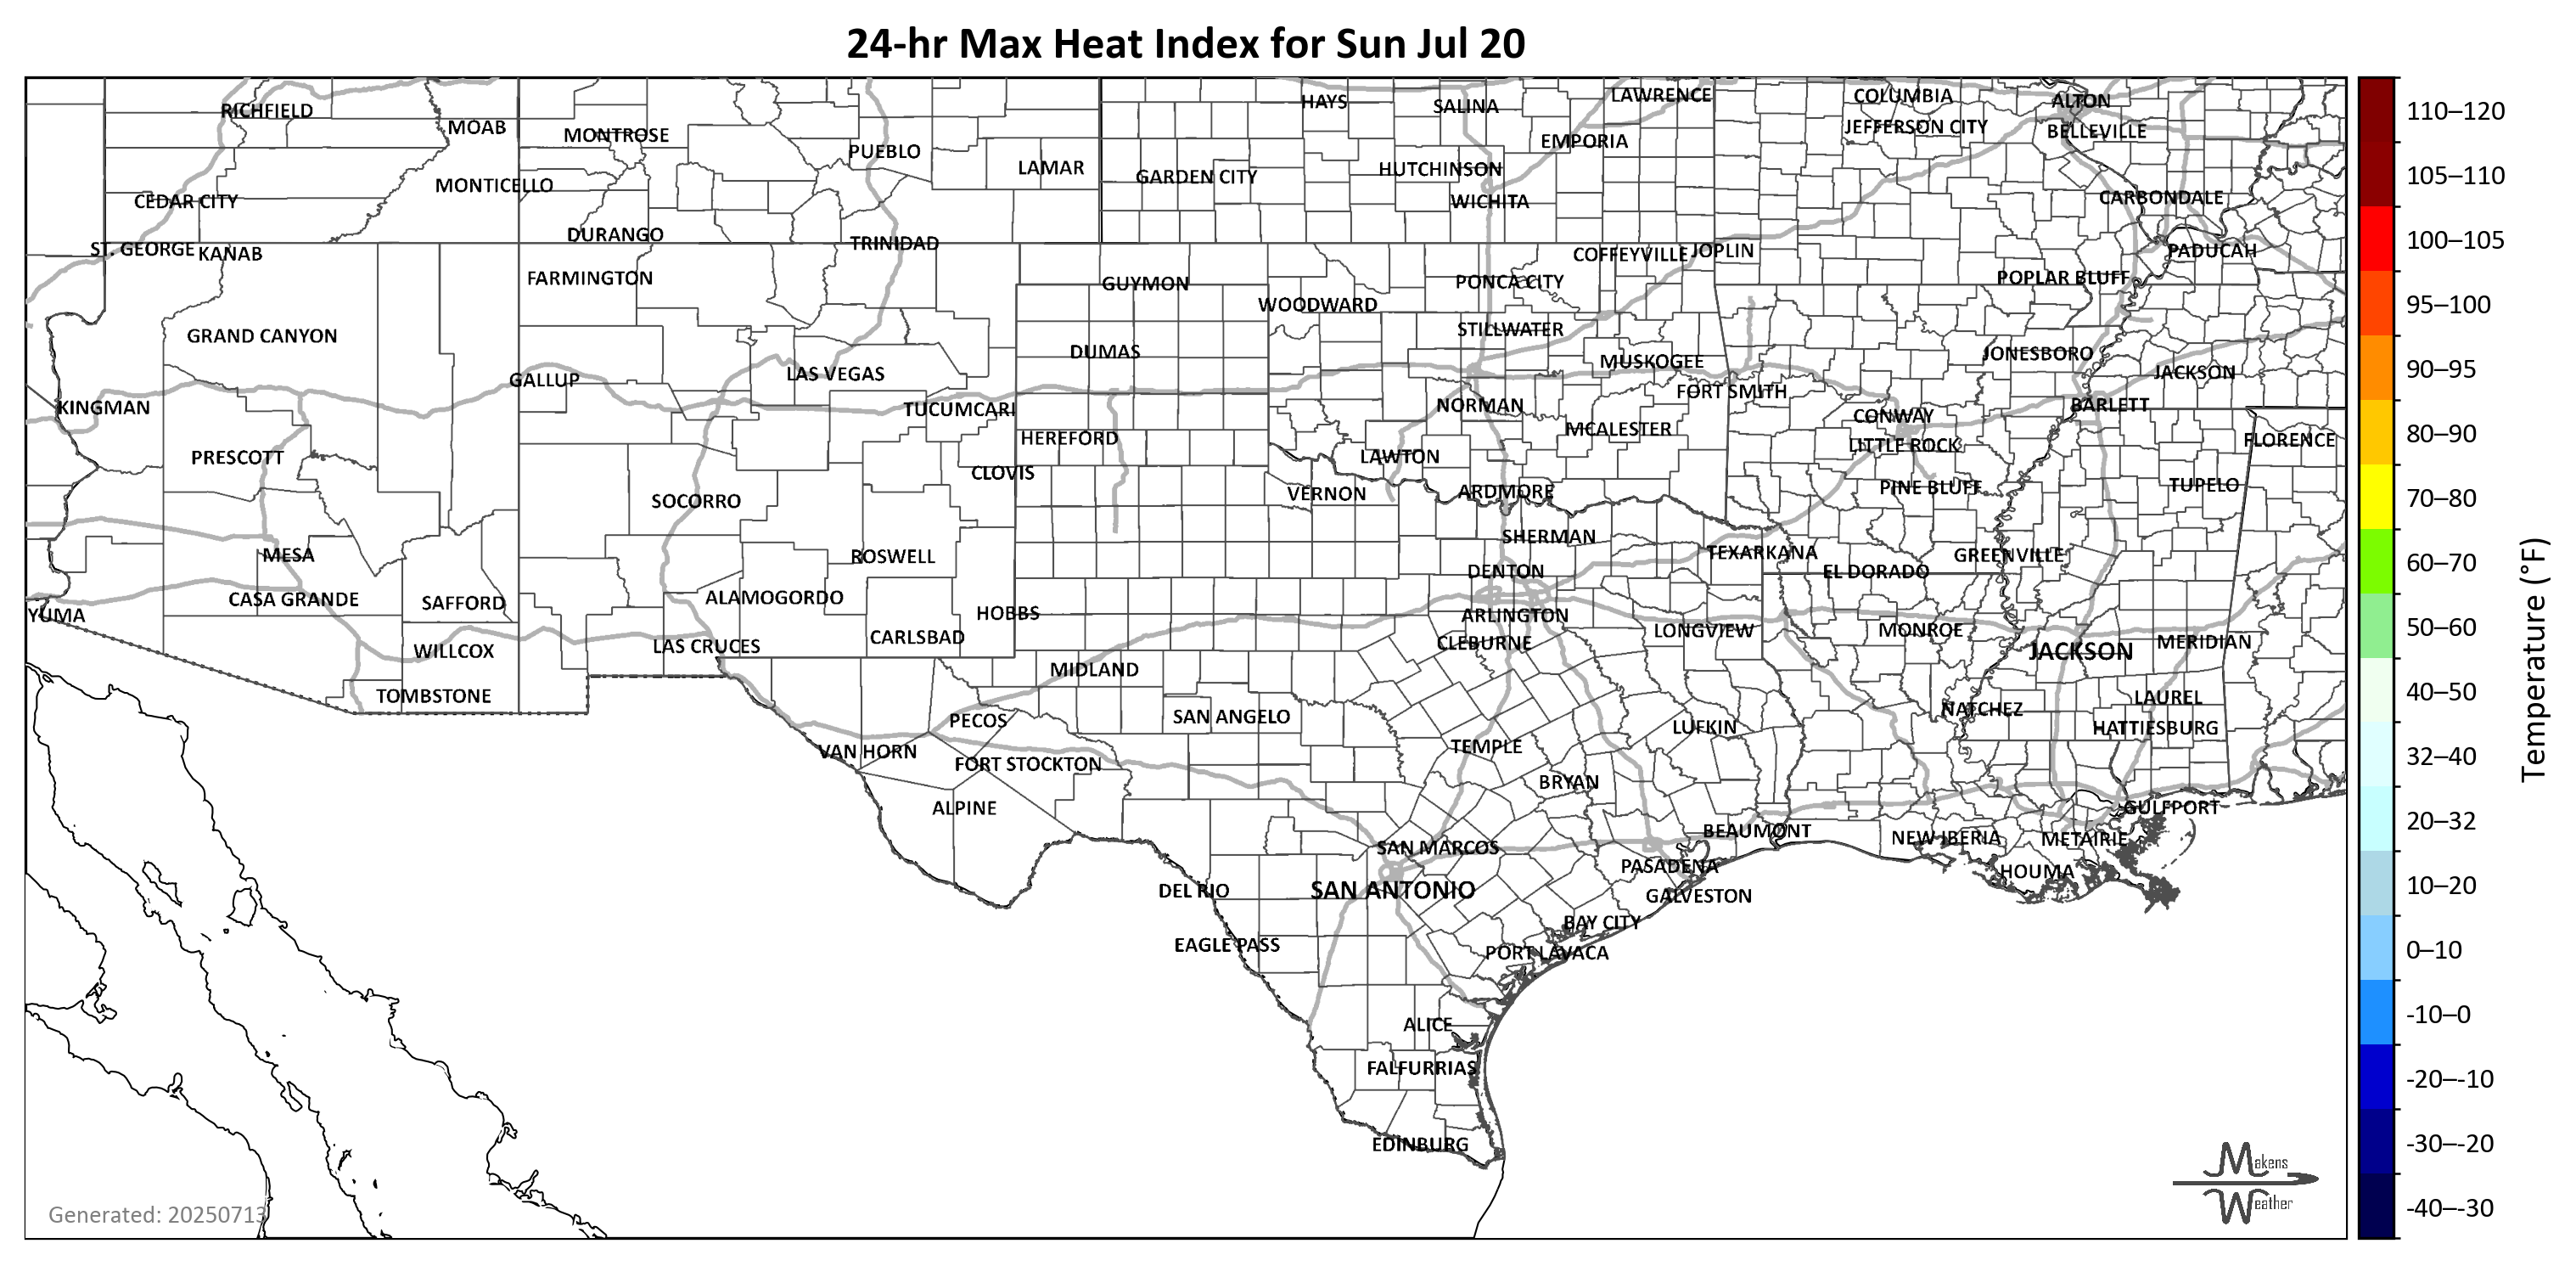 24-hr Max Heat Index for Sun Jul 20
RICHFIELD
MOAB
MONTROSE
PUEBLO
LAMAR
HAYS
SALINA
LAWRENCE
EMPORIA
COLUMBIA
JEFFERSON CITY
ALTON
BELLEVILLE
CEDAR CITY
MONTICELLO
GARDEN CITY
HUTCHINSON
WICHITA
CARBONDALE
ST. GEORGE
KANAB
DURANGO
TRINIDAD
COFFEYVILLE
JOPLIN
PADUCAH
FARMINGTON
GUYMON
WOODWARD
PONCA CITY
POPLAR BLUFF
GRAND CANYON
DUMAS
STILLWATER
MUSKOGEE
JONESBORO
GALLUP
LAS VEGAS
FORT SMITH
JACKSON
KINGMAN
TUCUMCARI
NORMAN
CONWAY
BARLETT
PRESCOTT
HEREFORD
MCALESTER
LITTLE ROCK
FLORENCE
CLOVIS
LAWTON
SOCORRO
VERNON
ARDMORE
PINE BLUFF
TUPELO
MESA
ROSWELL
SHERMAN
TEXARKANA
GREENVILLE
DENTON
EL DORADO
YUMA
CASA GRANDE
SAFFORD
ALAMOGORDO
HOBBS
ARLINGTON
WILLCOX
LAS CRUCES
CARLSBAD
CLEBURNE
LONGVIEW
MONROE
JACKSON
MERIDIAN
TOMBSTONE
MIDLAND
LAUREL
PECOS
SAN ANGELO
LUFKIN
NATCHEZ
HATTIESBURG
VAN HORN
FORT STOCKTON
TEMPLE
BRYAN
ALPINE
GULFPORT
SAN MARCOS
BEAUMONT
NEW IBERIA
METAIRIE
DEL RIO
SAN ANTONIO
PASADENA
HOUMA
GALVESTON
EAGLE PASS
BAY CITY
PORT LAVACA
ALICE
FALFURRIAS
EDINBURG
Generated: 20250713
Makens
Weather
110–120
105–110
100–105
95–100
90–95
80–90
70–80
60–70
50–60
40–50
32–40
20–32
10–20
0–10
-10–0
-20–-10
-30–-20
-40–-30
Temperature (°F)